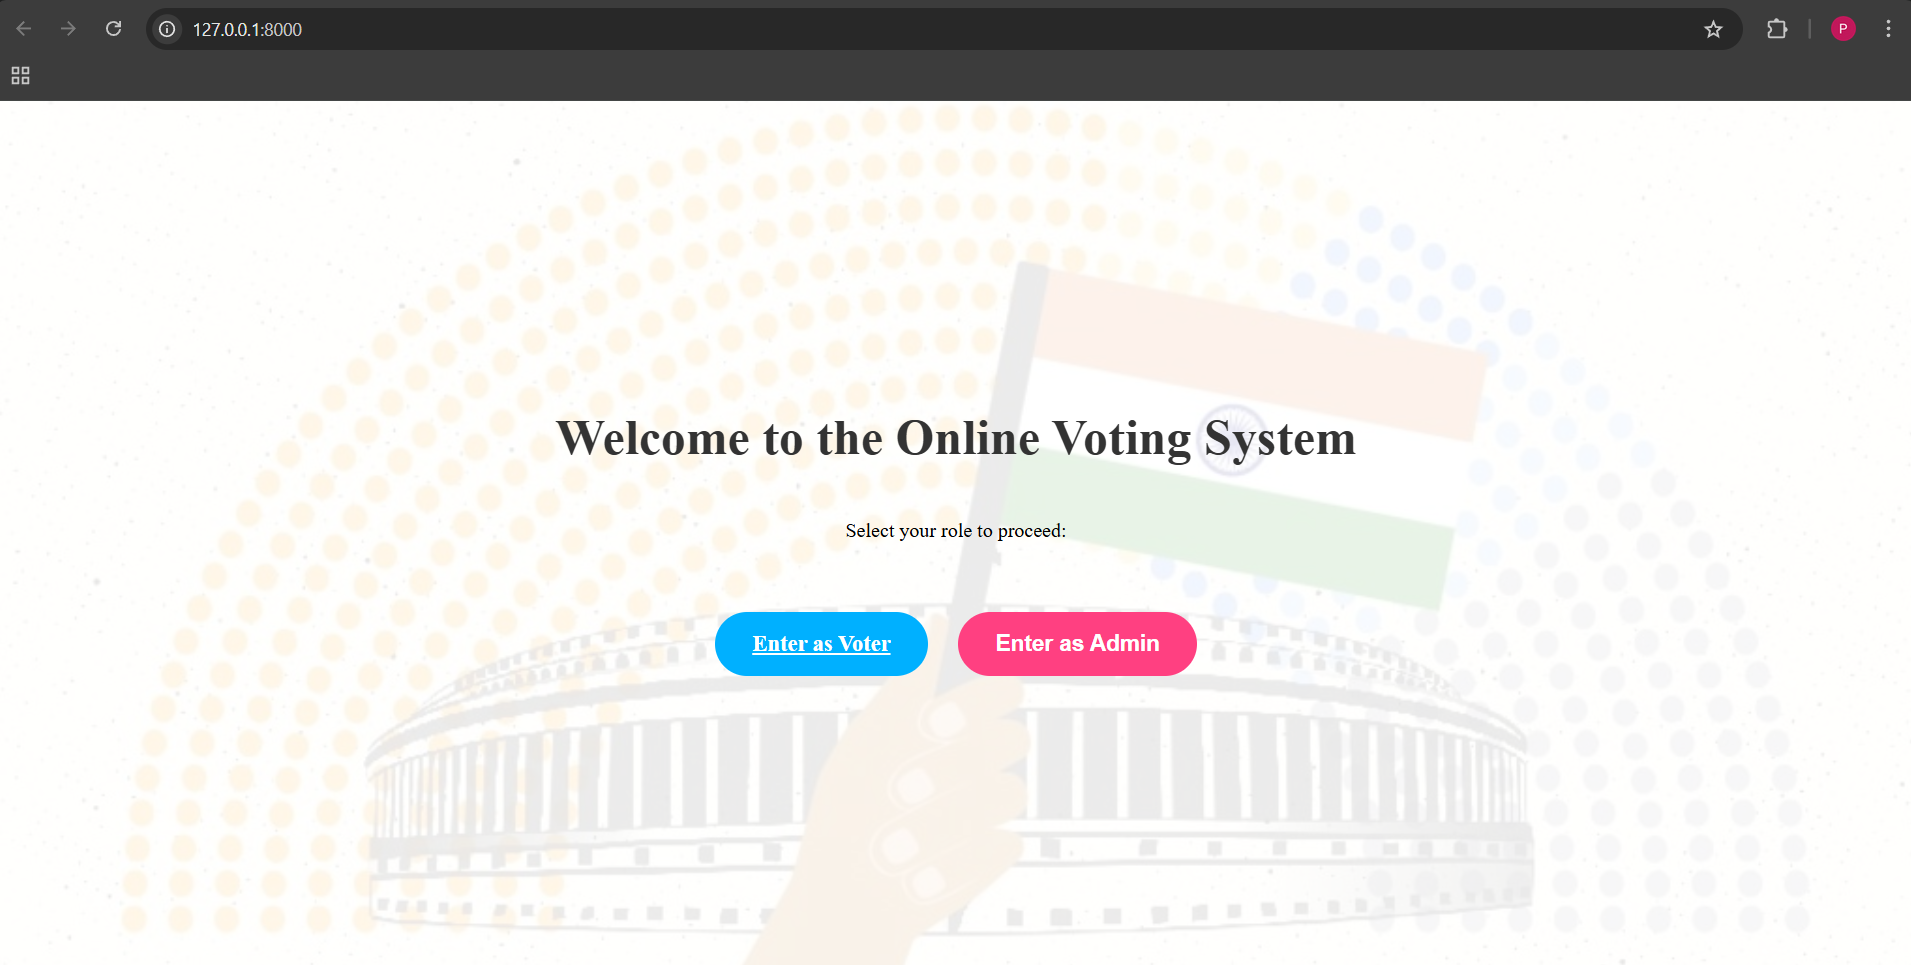 127.0.0.1:8000
P
Welcome to the Online Voting System
Select your role to proceed:
Enter as Voter
Enter as Admin